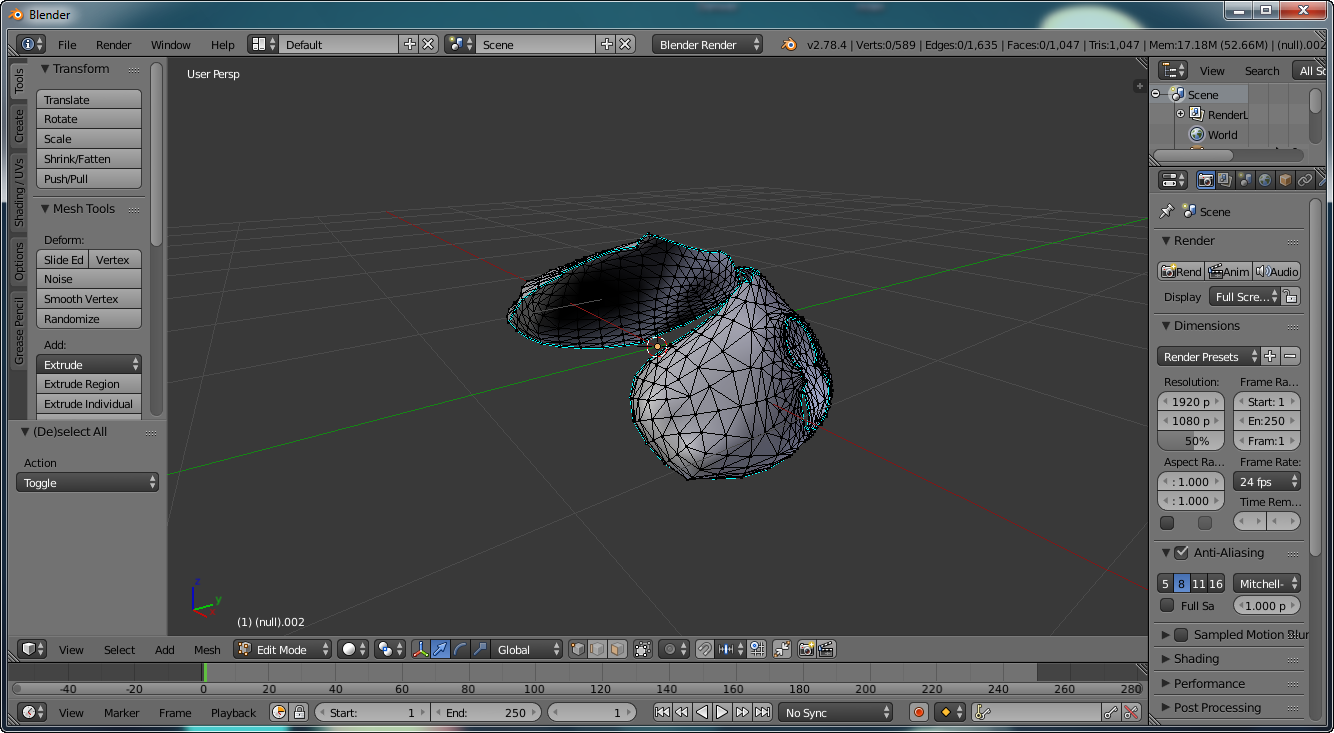 Blender
File Render Window Help Default Scene Blender Render v2.78.4 | Verts:0/589 | Edges:0/1,635 | Faces:0/1,047 | Tris:1,047 | Mem:17.18M (52.66M) | (null).002
Tools
Create
Shading / UVs
Options
Grease Pencil
Transform
Translate
Rotate
Scale
Shrink/Fatten
Push/Pull
Mesh Tools
Deform:
Slide Ed Vertex
Noise
Smooth Vertex
Randomize
Add:
Extrude
Extrude Region
Extrude Individual
(De)select All
Action
Toggle
User Persp
z
y
(1) (null).002
View Select Add Mesh Edit Mode Global
-40 -20 0 20 40 60 80 100 120 140 160 180 200 220 240 260 280
View Marker Frame Playback Start: 1 End: 250 1 No Sync
View Search All Sc
Scene
RenderL
World
Scene
Render
Rend Anim Audio
Display Full Scre...
Dimensions
Render Presets
Resolution: Frame Ra...
1920 p Start: 1
1080 p En:250
50% Fram:1
Aspect Ra... Frame Rate:
: 1.000 24 fps
: 1.000 Time Rem...
Anti-Aliasing
5 8 11 16 Mitchell-
Full Sa 1.000 p
Sampled Motion Blur
Shading
Performance
Post Processing